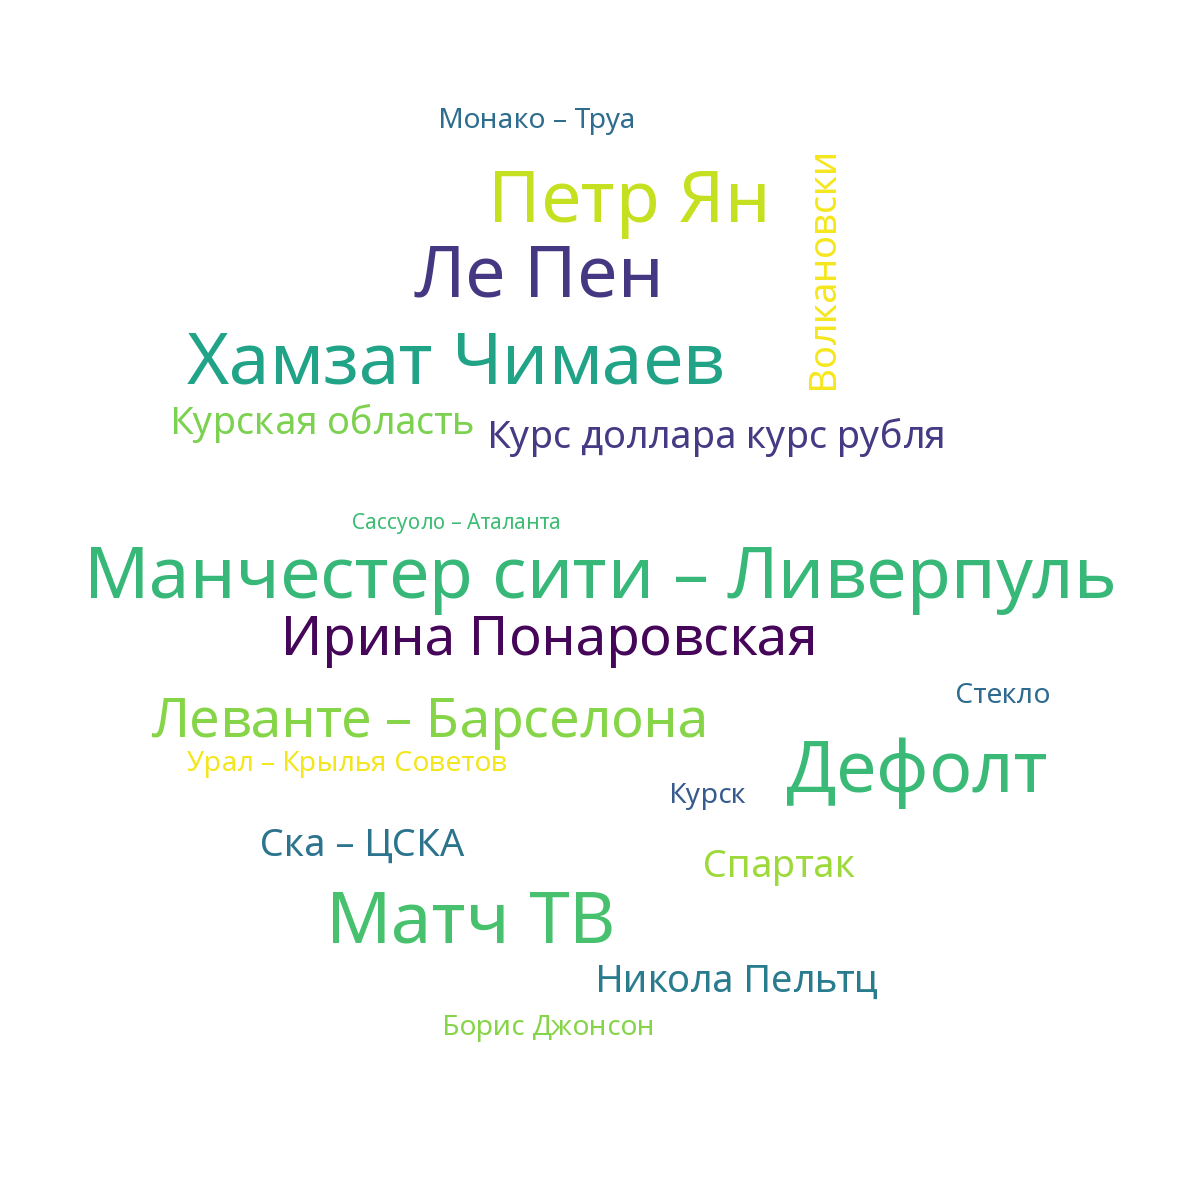 Монако – Труа
Петр Ян
Волкановски
Ле Пен
Хамзат Чимаев
Курская область
Курс доллара курс рубля
Сассуоло – Аталанта
Манчестер сити – Ливерпуль
Ирина Понаровская
Стекло
Леванте – Барселона
Урал – Крылья Советов
Дефолт
Курск
Ска – ЦСКА
Спартак
Матч ТВ
Никола Пельтц
Борис Джонсон